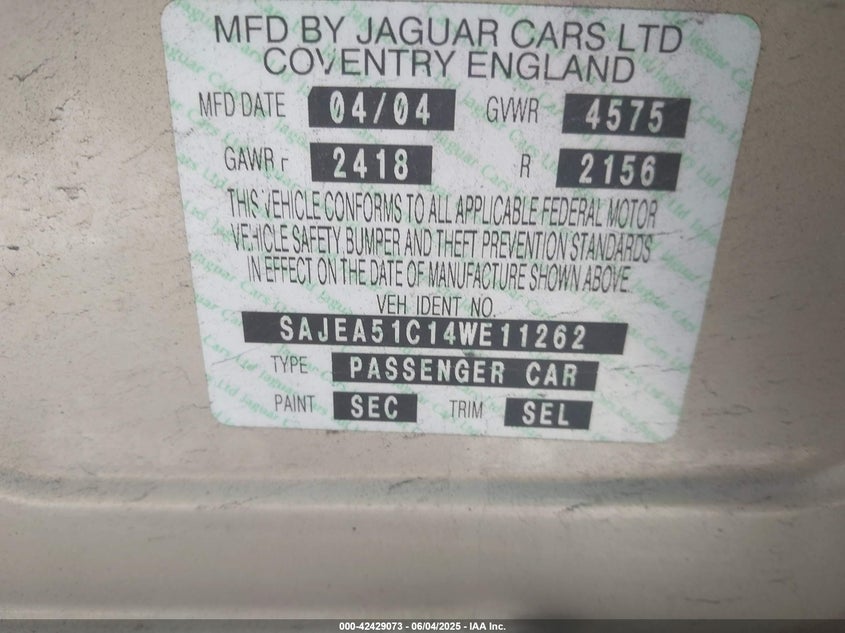 MFD BY JAGUAR CARS LTD
COVENTRY ENGLAND
MFD DATE 04/04 GVWR 4575
GAWR F 2418 R 2156
THIS VEHICLE CONFORMS TO ALL APPLICABLE FEDERAL MOTOR
VEHICLE SAFETY, BUMPER AND THEFT PREVENTION STANDARDS
IN EFFECT ON THE DATE OF MANUFACTURE SHOWN ABOVE.
VEH IDENT NO.
SAJEA51C14WE11262
TYPE PASSENGER CAR
PAINT SEC TRIM SEL
000-42429073 - 06/04/2025 - IAA Inc.